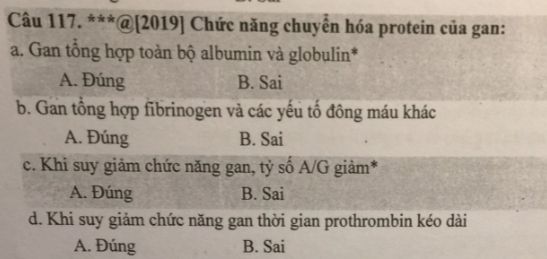 Câu 117. ***@[2019] Chức năng chuyển hóa protein của gan:
a. Gan tổng hợp toàn bộ albumin và globulin*
A. Đúng B. Sai
b. Gan tổng hợp fibrinogen và các yếu tố đông máu khác
A. Đúng B. Sai
c. Khi suy giảm chức năng gan, tỷ số A/G giảm*
A. Đúng B. Sai
d. Khi suy giảm chức năng gan thời gian prothrombin kéo dài
A. Đúng B. Sai